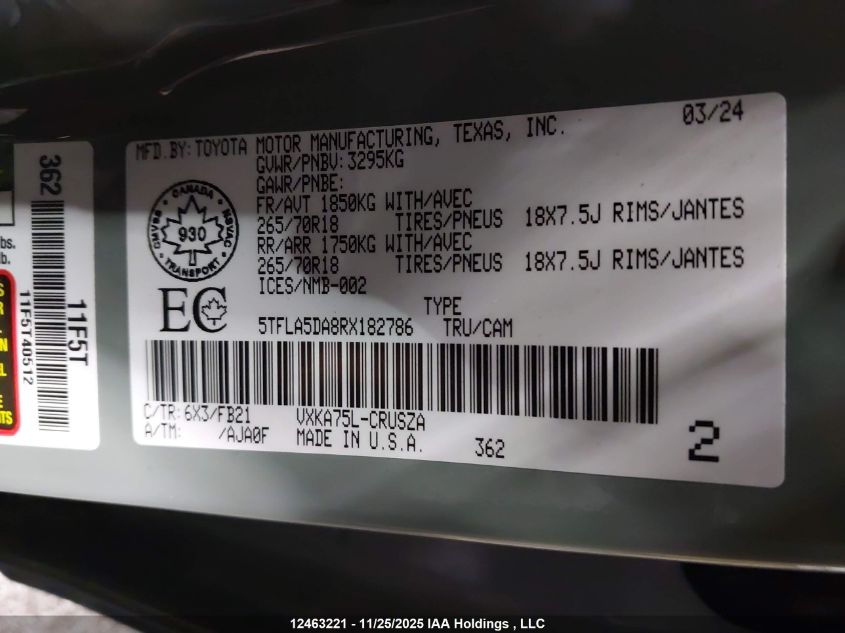 03/24
MFD.BY: TOYOTA MOTOR MANUFACTURING, TEXAS, INC.
GVWR/PNBV: 3295KG
GAWR/PNBE:
FR/AVT 1850KG WITH/AVEC
265/70R18 TIRES/PNEUS 18X7.5J RIMS/JANTES
RR/ARR 1750KG WITH/AVEC
265/70R18 TIRES/PNEUS 18X7.5J RIMS/JANTES
ICES/NMB-002
CANADA
CMVSS
NSVAC
930
TRANSPORT
EC
TYPE
5TFLA5DA8RX182786 TRU/CAM
C/TR: 6X3/FB21 VXKA75L-CRUSZA
A/TM: /AJA0F MADE IN U.S.A. 362
2
362
11F5T
11F5T40512
bs.
b.
12463221 - 11/25/2025 IAA Holdings , LLC